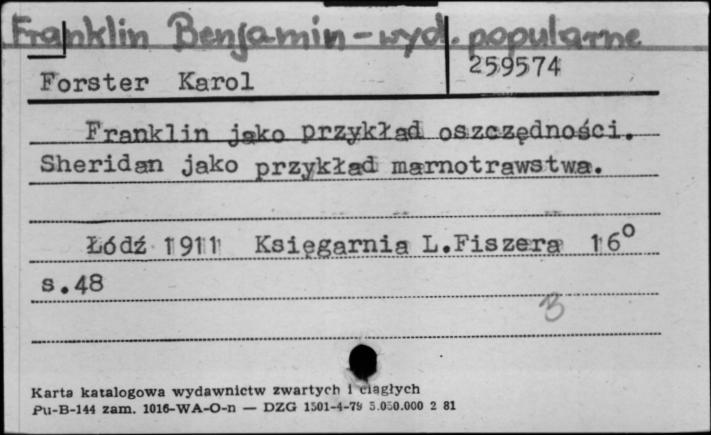 Franklin Benjamin - wyd. popularne
Forster Karol
259574
Franklin jako przykład oszczędności.
Sheridan jako przykład marnotrawstwa.
Łódź 1911 Księgarnia L.Fiszera 16°
s.48
3
Karta katalogowa wydawnictw zwartych i ciągłych
Pu-B-144 zam. 1016-WA-O-n — DZG 1501-4-79 5.050.000 2 81